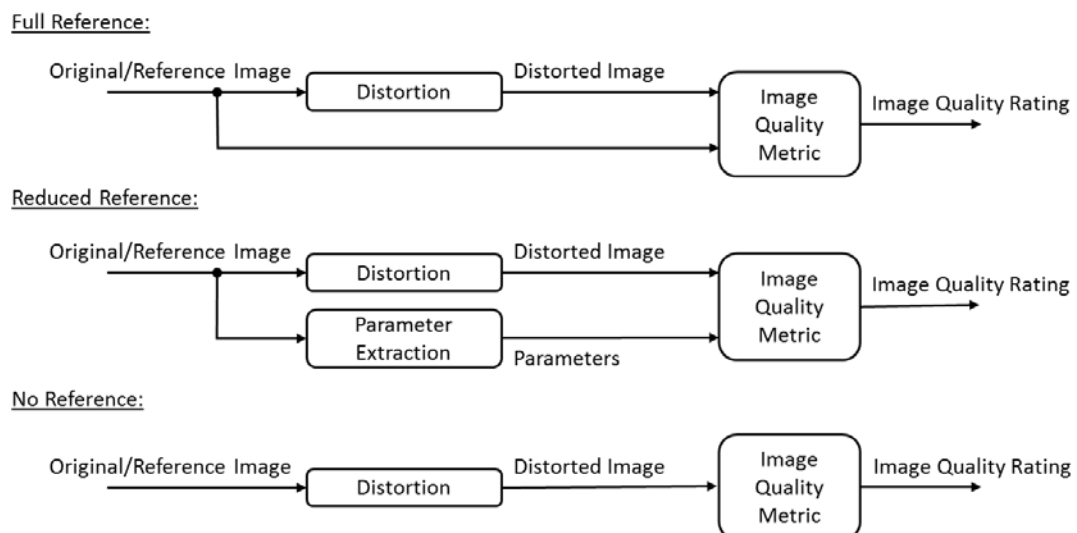 Full Reference:
Original/Reference Image
Distorted Image
Distortion
Image
Quality
Metric
Image Quality Rating
Reduced Reference:
Original/Reference Image
Distorted Image
Distortion
Parameter
Extraction
Parameters
Image
Quality
Metric
Image Quality Rating
No Reference:
Original/Reference Image
Distorted Image
Distortion
Image
Quality
Metric
Image Quality Rating